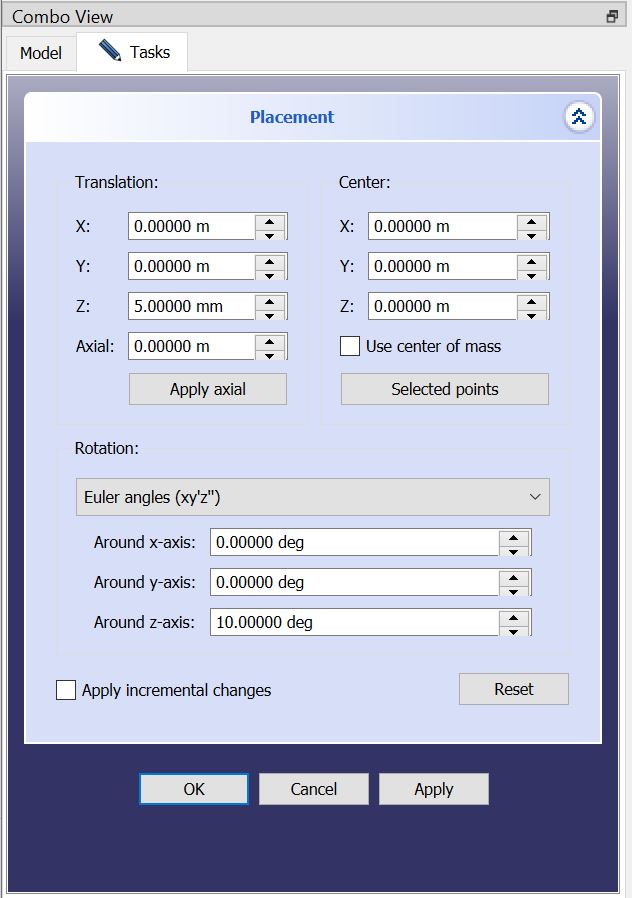 Combo View
Model
Tasks
Placement
Translation:
X: 0.00000 m
Y: 0.00000 m
Z: 5.00000 mm
Axial: 0.00000 m
Apply axial
Center:
X: 0.00000 m
Y: 0.00000 m
Z: 0.00000 m
Use center of mass
Selected points
Rotation:
Euler angles (xy'z'')
Around x-axis: 0.00000 deg
Around y-axis: 0.00000 deg
Around z-axis: 10.00000 deg
Apply incremental changes
Reset
OK
Cancel
Apply